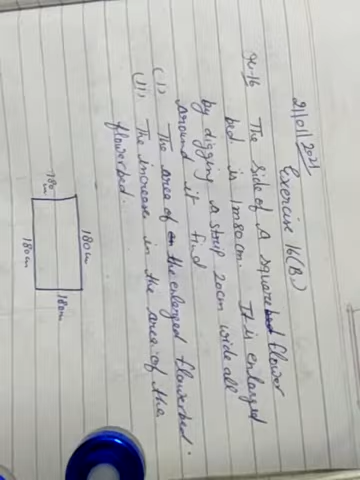 21/01/2021
Exercise 16(B)
Q.16 The side of a square flower
bed is 1m 80cm. It is enlarged
by digging a strip 20cm wide all
around it find
(I) The area of the enlarged flowerbed.
(II) The increase in the area of the
flowerbed.
180cm
180cm
180cm
180cm